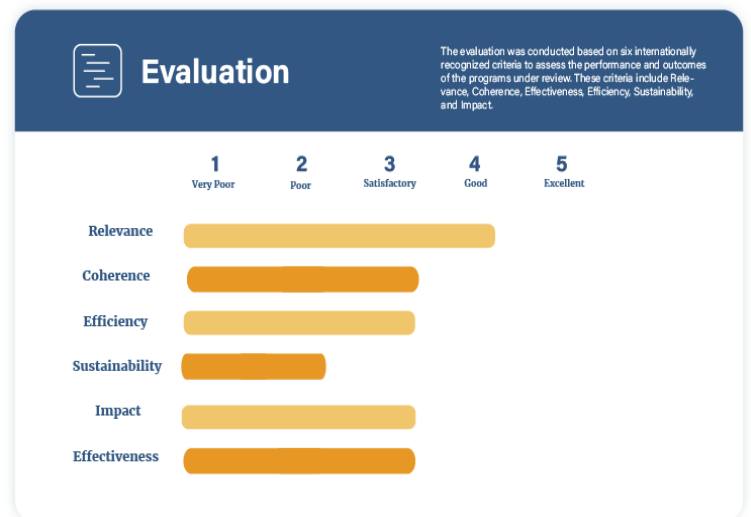 Evaluation
The evaluation was conducted based on six internationally
recognized criteria to assess the performance and outcomes
of the programs under review. These criteria include Rele-
vance, Coherence, Effectiveness, Efficiency, Sustainability,
and Impact.
1 2 3 4 5
Very Poor Poor Satisfactory Good Excellent
Relevance
Coherence
Efficiency
Sustainability
Impact
Effectiveness